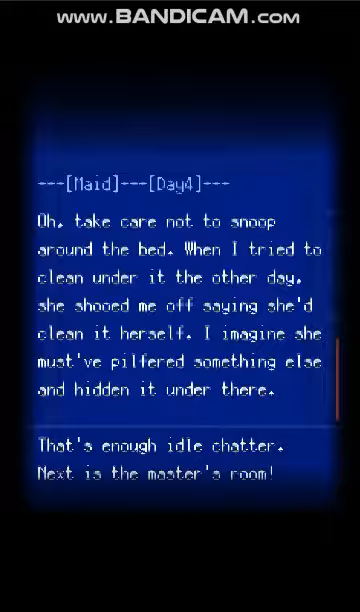 www.BANDICAM.com
---[Maid]---[Day4]---
Oh, take care not to snoop
around the bed. When I tried to
clean under it the other day,
she shooed me off saying she'd
clean it herself. I imagine she
must've pilfered something else
and hidden it under there.
That's enough idle chatter.
Next is the master's room!